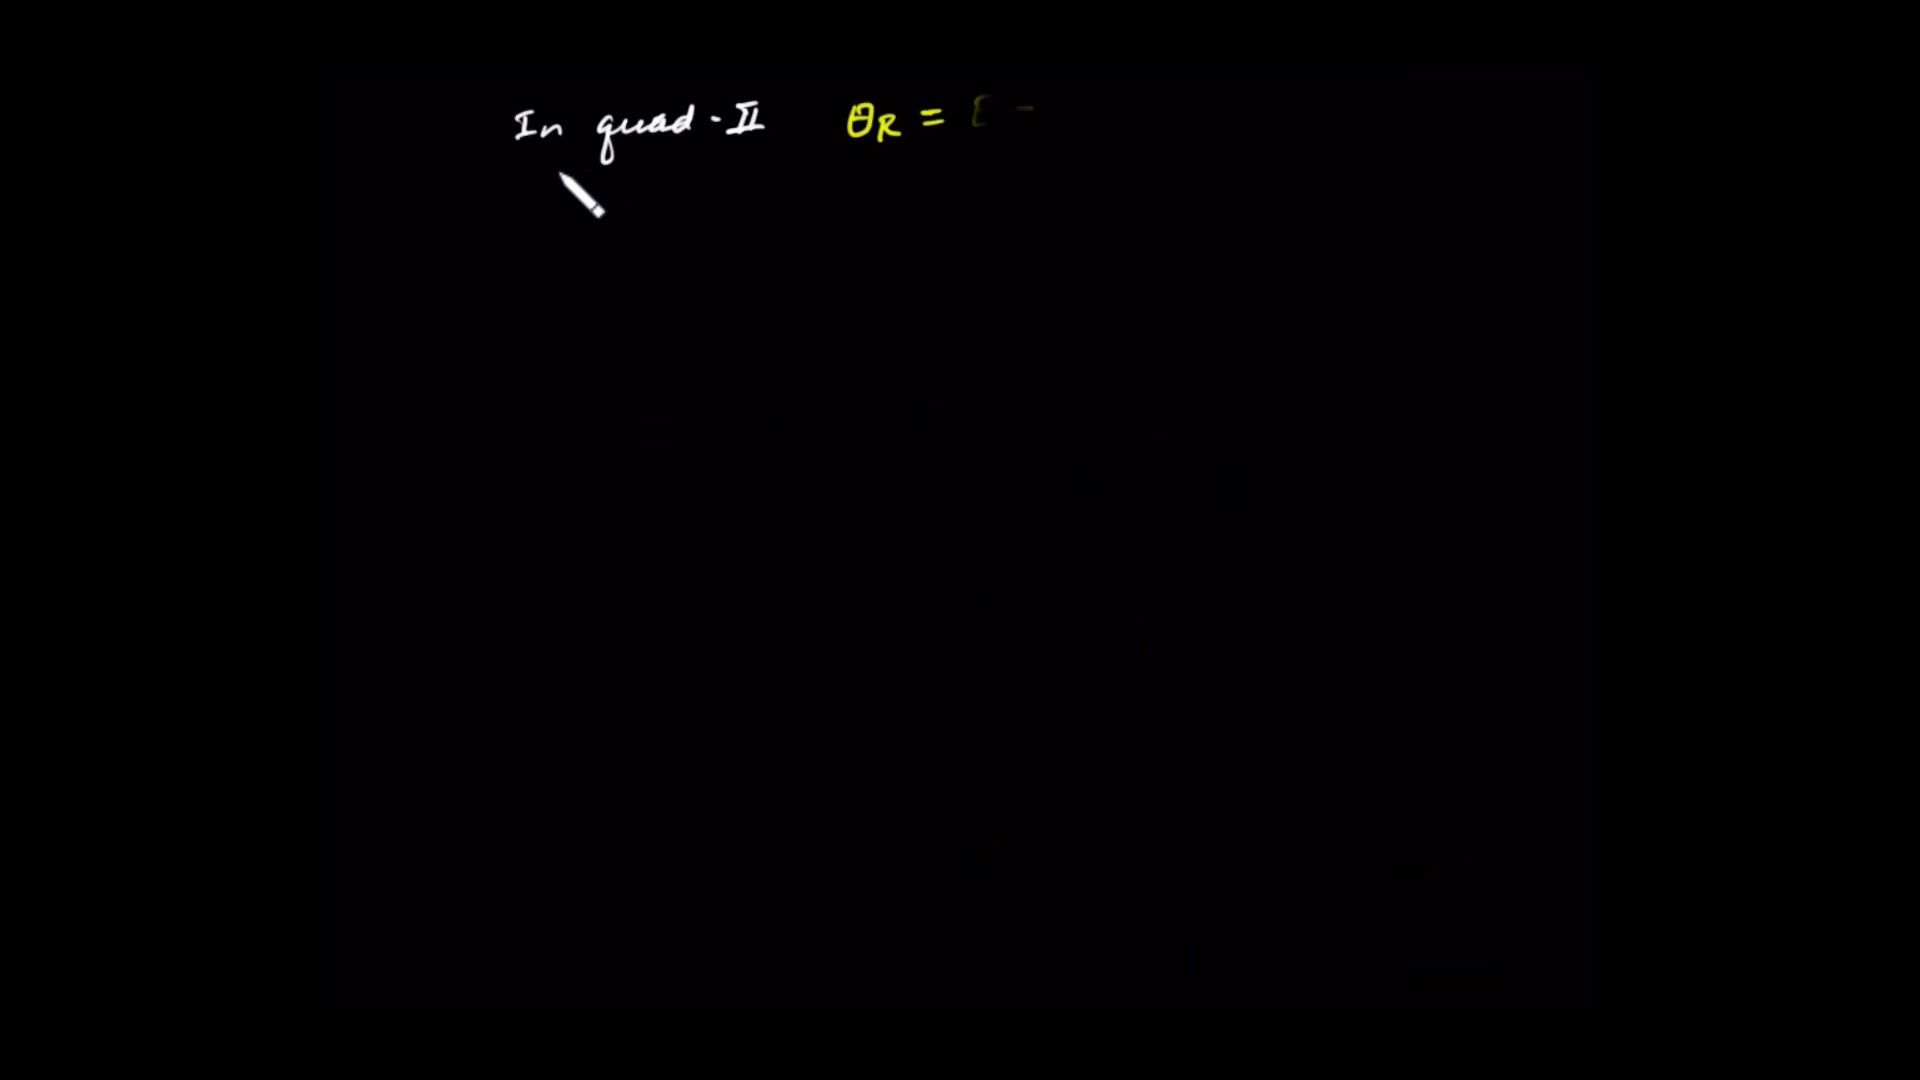 In quad-II θR =